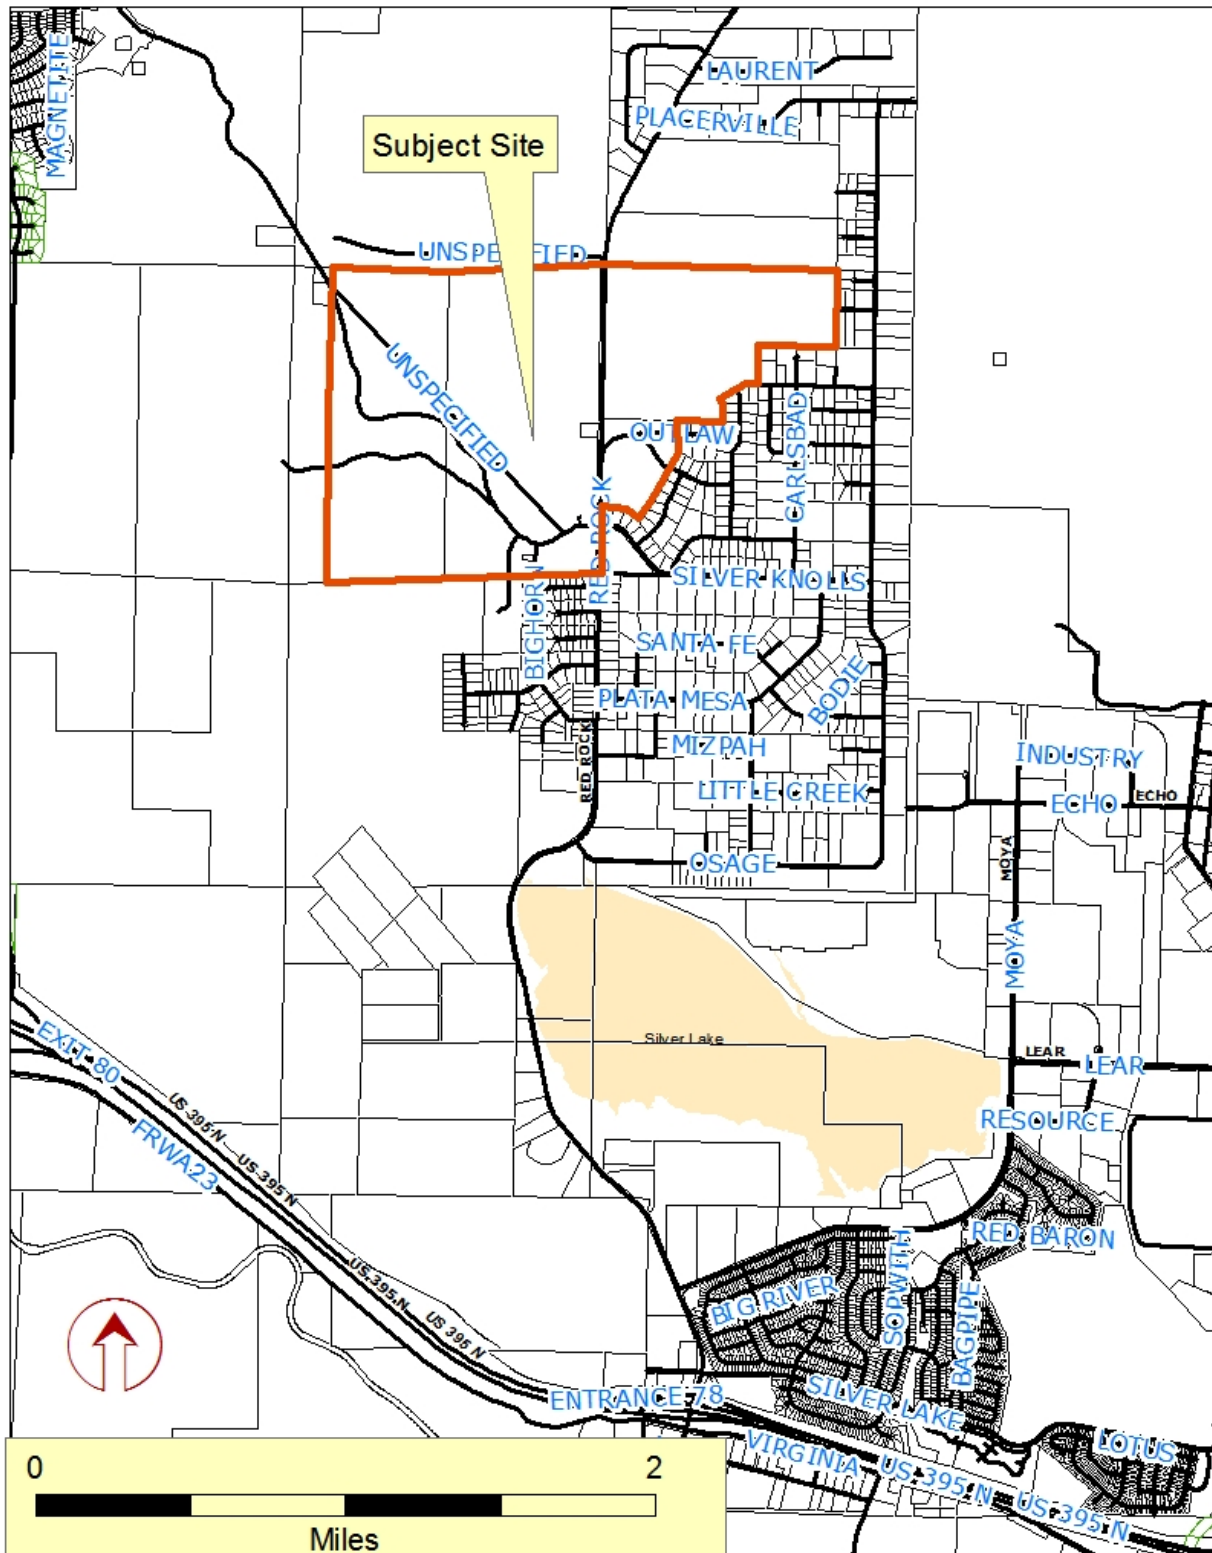 MAGNETITE
LAURENT
PLACERVILLE
Subject Site
UNSPECIFIED
UNSPECIFIED
OUTLAW
CARLSBAD
RED ROCK
SILVER KNOLLS
BIGHORN
SANTA FE
BODIE
PLATA MESA
RED ROCK
MIZPAH
INDUSTRY
LITTLE CREEK
ECHO
ECHO
MOYA
OSAGE
MOYA
Silver Lake
LEAR
LEAR
EXIT 80
US 395 N
RESOURCE
FRWA23
US 395 N
RED BARON
SOPWITH
US 395 N
BIG RIVER
BAGPIPE
US 395 N
ENTRANCE 78
SILVER LAKE
VIRGINIA
LOTUS
US 395 N
US 395 N
0 2
Miles